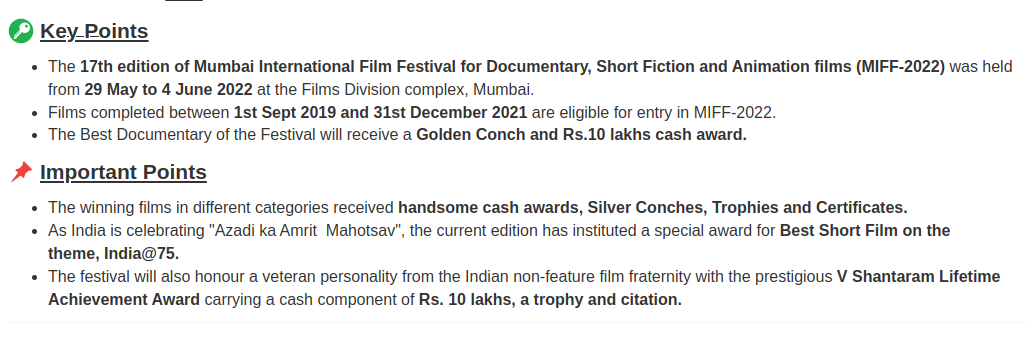 Key Points
The 17th edition of Mumbai International Film Festival for Documentary, Short Fiction and Animation films (MIFF-2022) was held
from 29 May to 4 June 2022 at the Films Division complex, Mumbai.
Films completed between 1st Sept 2019 and 31st December 2021 are eligible for entry in MIFF-2022.
The Best Documentary of the Festival will receive a Golden Conch and Rs.10 lakhs cash award.
Important Points
The winning films in different categories received handsome cash awards, Silver Conches, Trophies and Certificates.
As India is celebrating "Azadi ka Amrit  Mahotsav", the current edition has instituted a special award for Best Short Film on the
theme, India@75.
The festival will also honour a veteran personality from the Indian non-feature film fraternity with the prestigious V Shantaram Lifetime
Achievement Award carrying a cash component of Rs. 10 lakhs, a trophy and citation.